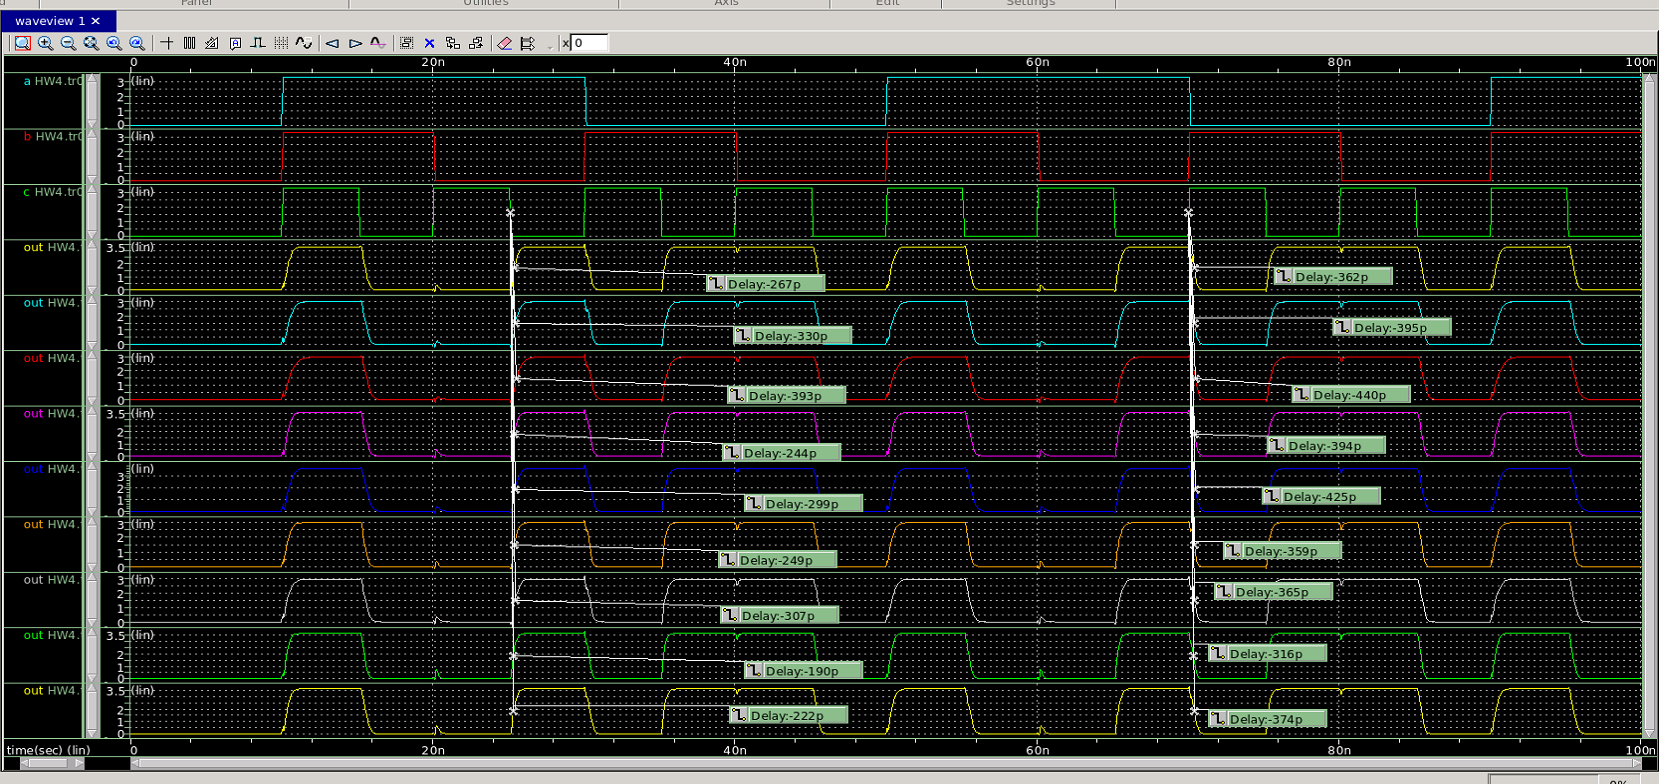 Panel Utilities Axis Edit Settings
waveview 1 ×
x 0
0 20n 40n 60n 80n 100n
a HW4.tr0 3 (lin)
2
1
0
b HW4.tr0 3 (lin)
2
1
0
c HW4.tr0 3 (lin)
2
1
0
out HW4. 3.5 (lin)
2
1
0
Delay:-267p Delay:-362p
out HW4. 3 (lin)
2
1
0
Delay:-330p Delay:-395p
out HW4. 3 (lin)
2
1
0
Delay:-393p Delay:-440p
out HW4. 3.5 (lin)
2
1
0
Delay:-244p Delay:-394p
out HW4. (lin)
3
2
1
0
Delay:-299p Delay:-425p
out HW4. 3 (lin)
2
1
0
Delay:-249p Delay:-359p
out HW4. 3 (lin)
2
1
0
Delay:-307p Delay:-365p
out HW4. 3.5 (lin)
2
1
0
Delay:-190p Delay:-316p
out HW4. 3.5 (lin)
2
1
0
Delay:-222p Delay:-374p
time(sec) (lin) 0 20n 40n 60n 80n 100n